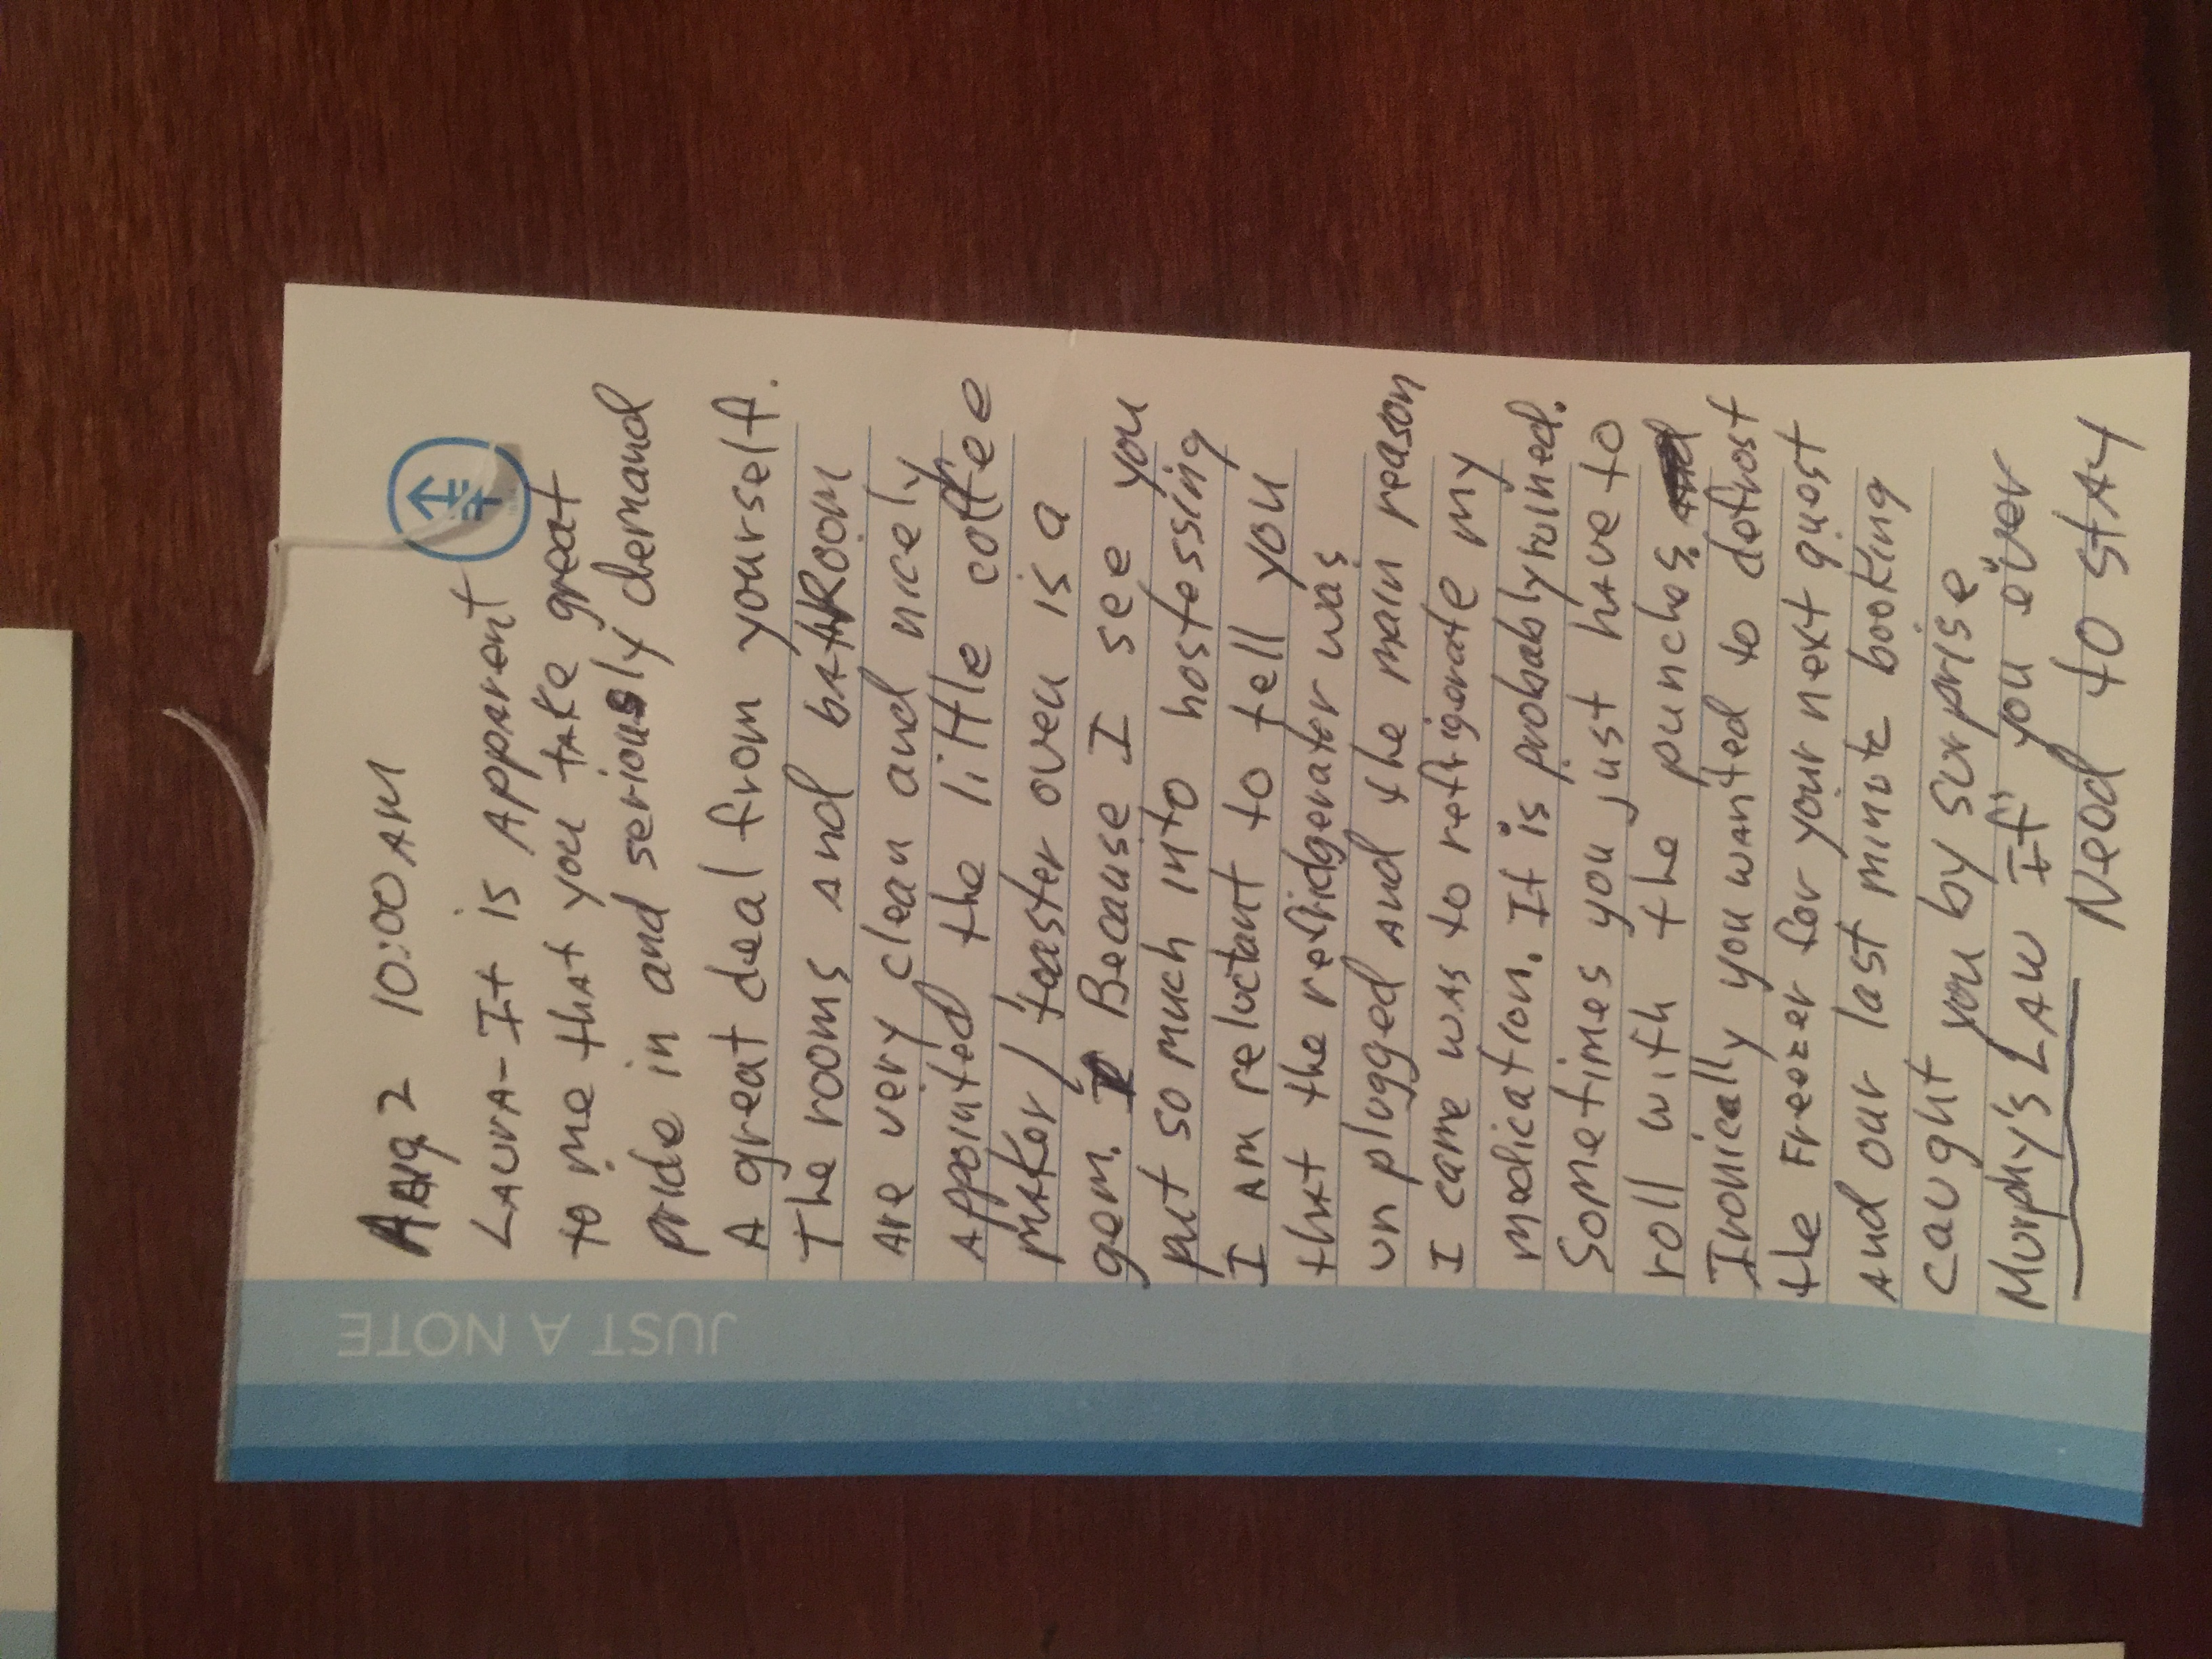 JUST A NOTE
Aug. 2 10:00 AM
Laura - It is apparent
to me that you take great
pride in and seriously demand
a great deal from yourself.
The rooms and bathroom
are very clean and nicely
appointed the little coffee
maker / toaster oven is a
gem. Because I see you
put so much into hostessing
I am reluctant to tell you
that the refridgerater was
un plugged and the main reason
I came was to refrigerate my
medication. It is probably ruined.
Sometimes you just have to
roll with the punches.
Ironically you wanted to defrost
the Freezer for your next guest
and our last minute booking
caught you by surprise.
Murphy's Law If you ever
Need to stay